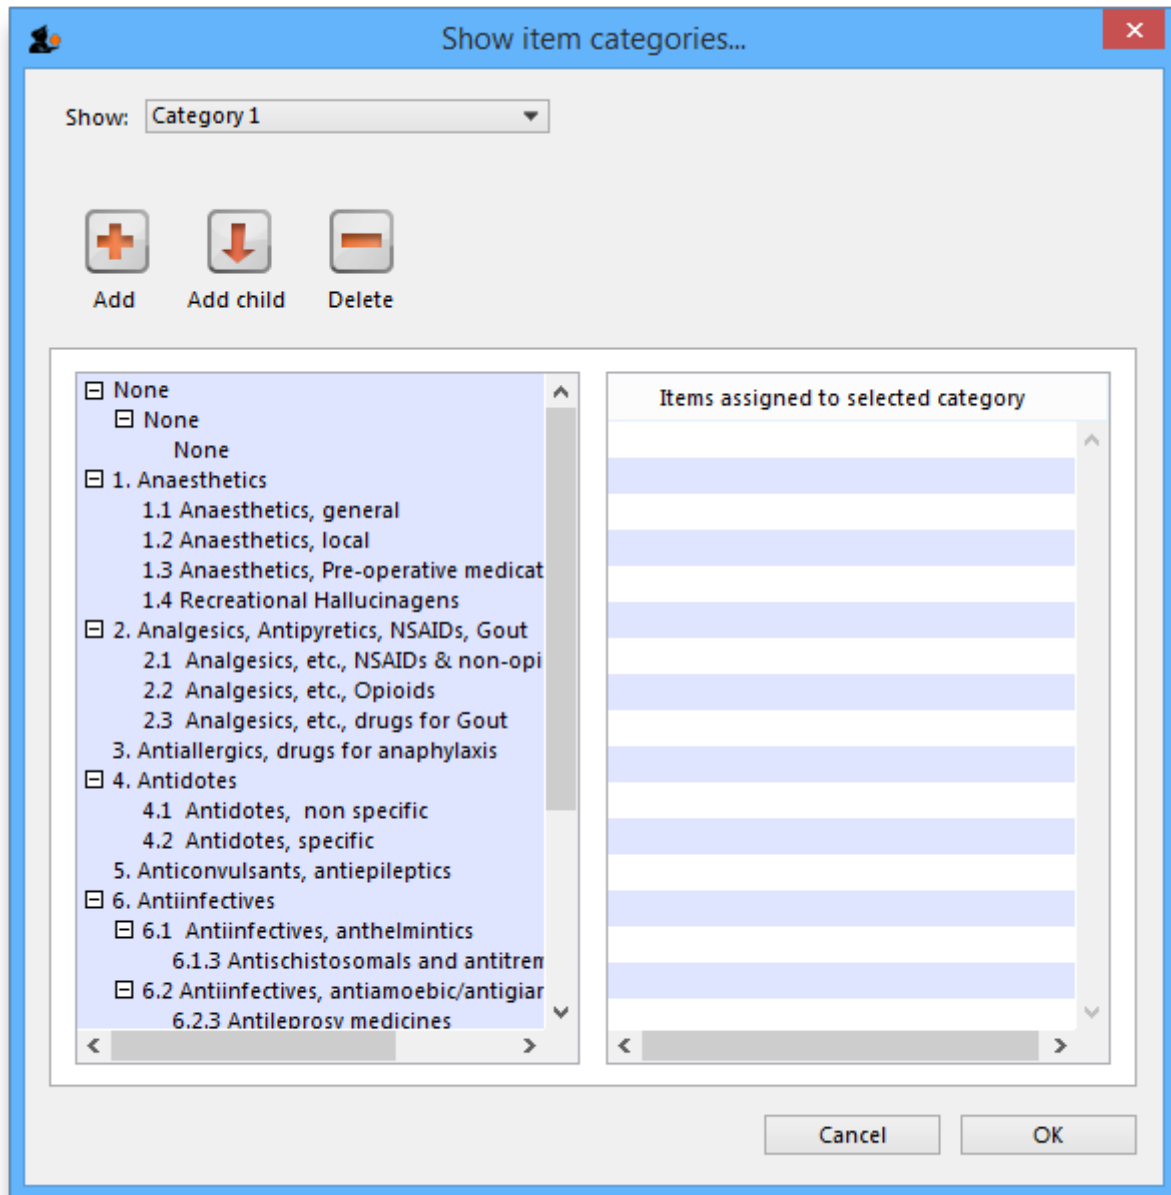 Show item categories...
Show: Category 1
Add Add child Delete
None
None
None
1. Anaesthetics
1.1 Anaesthetics, general
1.2 Anaesthetics, local
1.3 Anaesthetics, Pre-operative medicat
1.4 Recreational Hallucinagens
2. Analgesics, Antipyretics, NSAIDs, Gout
2.1 Analgesics, etc., NSAIDs & non-opi
2.2 Analgesics, etc., Opioids
2.3 Analgesics, etc., drugs for Gout
3. Antiallergics, drugs for anaphylaxis
4. Antidotes
4.1 Antidotes, non specific
4.2 Antidotes, specific
5. Anticonvulsants, antiepileptics
6. Antiinfectives
6.1 Antiinfectives, anthelmintics
6.1.3 Antischistosomals and antitrem
6.2 Antiinfectives, antiamoebic/antigiar
6.2.3 Antileprosy medicines
Items assigned to selected category
Cancel OK